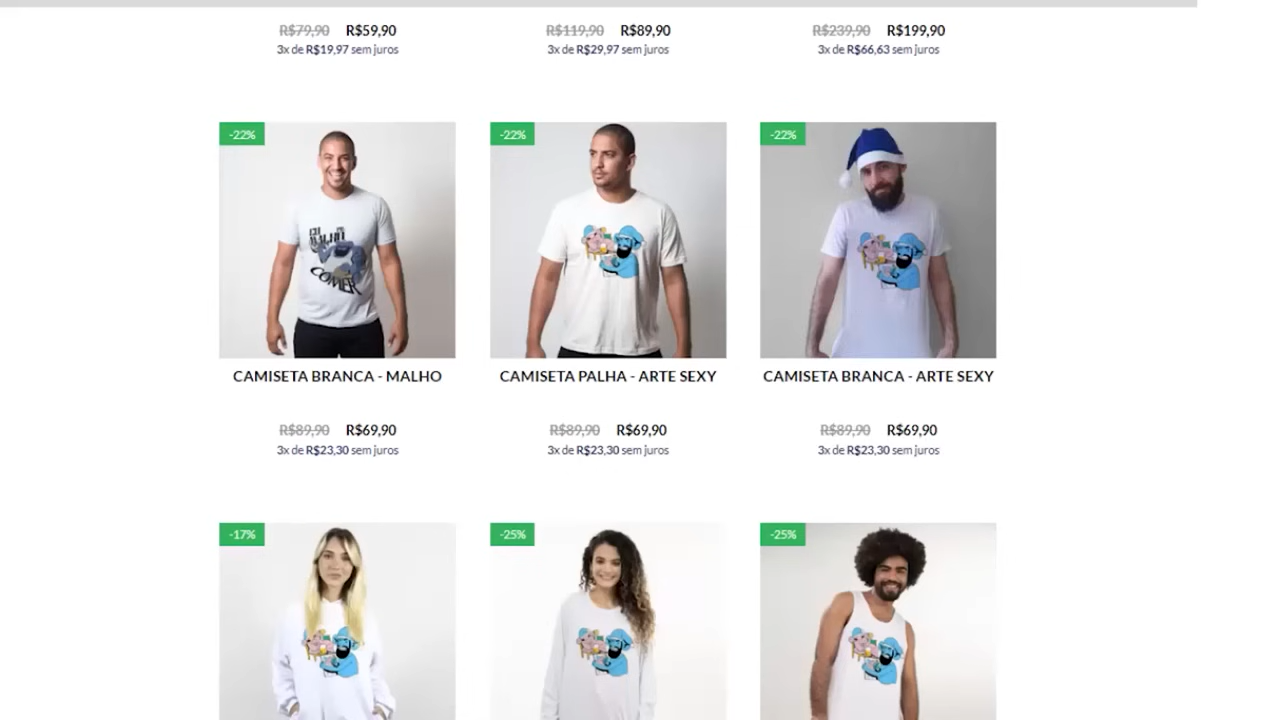 R$79,90 R$59,90
3x de R$19,97 sem juros
R$119,90 R$89,90
3x de R$29,97 sem juros
R$239,90 R$199,90
3x de R$66,63 sem juros
-22%
-22%
-22%
EU
MALHO
COMER
CAMISETA BRANCA - MALHO
R$89,90 R$69,90
3x de R$23,30 sem juros
CAMISETA PALHA - ARTE SEXY
R$89,90 R$69,90
3x de R$23,30 sem juros
CAMISETA BRANCA - ARTE SEXY
R$89,90 R$69,90
3x de R$23,30 sem juros
-17%
-25%
-25%